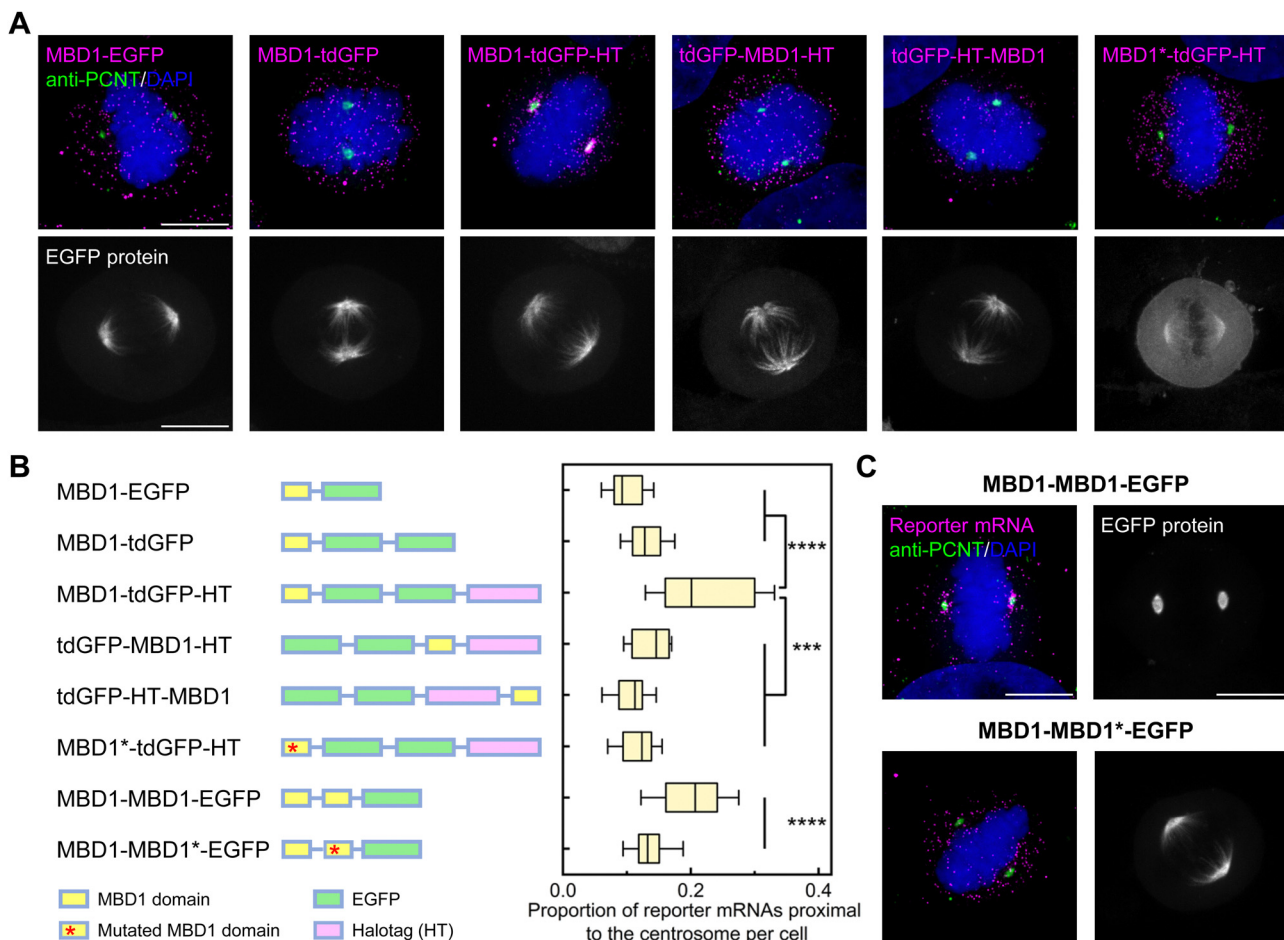 A
MBD1-EGFP
anti-PCNT/DAPI
MBD1-tdGFP
MBD1-tdGFP-HT
tdGFP-MBD1-HT
tdGFP-HT-MBD1
MBD1*-tdGFP-HT
EGFP protein
B
MBD1-EGFP
MBD1-tdGFP
MBD1-tdGFP-HT
tdGFP-MBD1-HT
tdGFP-HT-MBD1
MBD1*-tdGFP-HT
*
MBD1-MBD1-EGFP
MBD1-MBD1*-EGFP
*
MBD1 domain
EGFP
* Mutated MBD1 domain
Halotag (HT)
****
***
****
0.0 0.2 0.4
Proportion of reporter mRNAs proximal
to the centrosome per cell
C
MBD1-MBD1-EGFP
Reporter mRNA
anti-PCNT/DAPI
EGFP protein
MBD1-MBD1*-EGFP